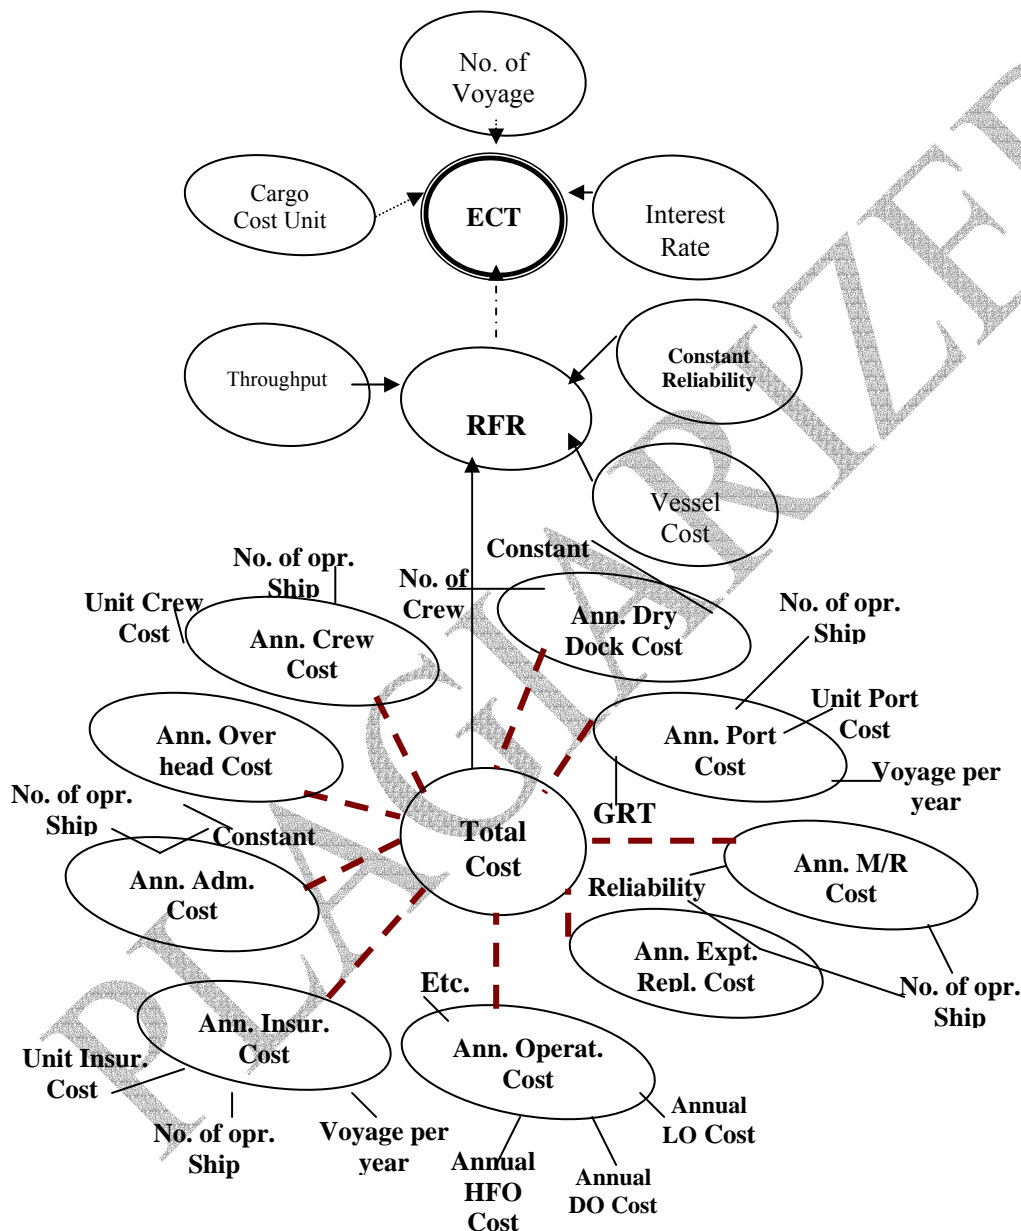 No. of
Voyage
Cargo
Cost Unit
ECT
Interest
Rate
Throughput
RFR
Constant
Reliability
Vessel
Cost
Constant
No. of opr.
Ship
No. of
Crew
Unit Crew
Cost
Ann. Crew
Cost
Ann. Dry
Dock Cost
No. of opr.
Ship
Unit Port
Cost
Ann. Over
head Cost
Ann. Port
Cost
Voyage per
year
No. of opr.
Ship
Constant
GRT
Total
Cost
Ann. Adm.
Cost
Reliability
Ann. M/R
Cost
Ann. Expt.
Repl. Cost
No. of opr.
Ship
Etc.
Ann. Insur.
Cost
Ann. Operat.
Cost
Unit Insur.
Cost
No. of opr.
Ship
Voyage per
year
Annual
HFO
Cost
Annual
DO Cost
Annual
LO Cost
PLAGIARIZED